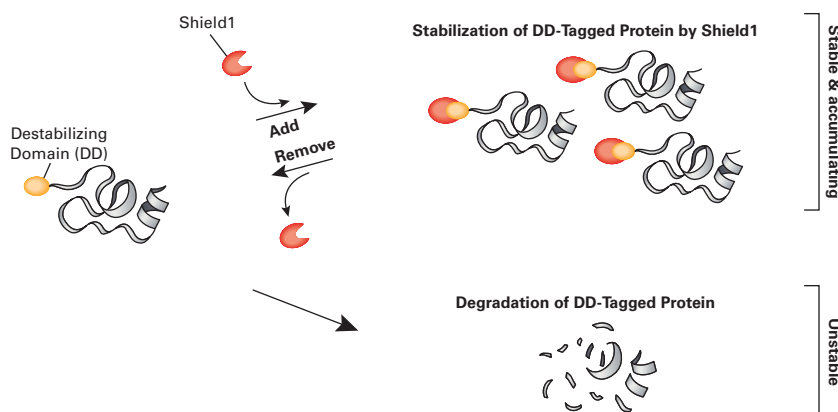 Shield1
Stabilization of DD-Tagged Protein by Shield1
Add
Remove
Destabilizing
Domain (DD)
Stable & accumulating
Degradation of DD-Tagged Protein
Unstable